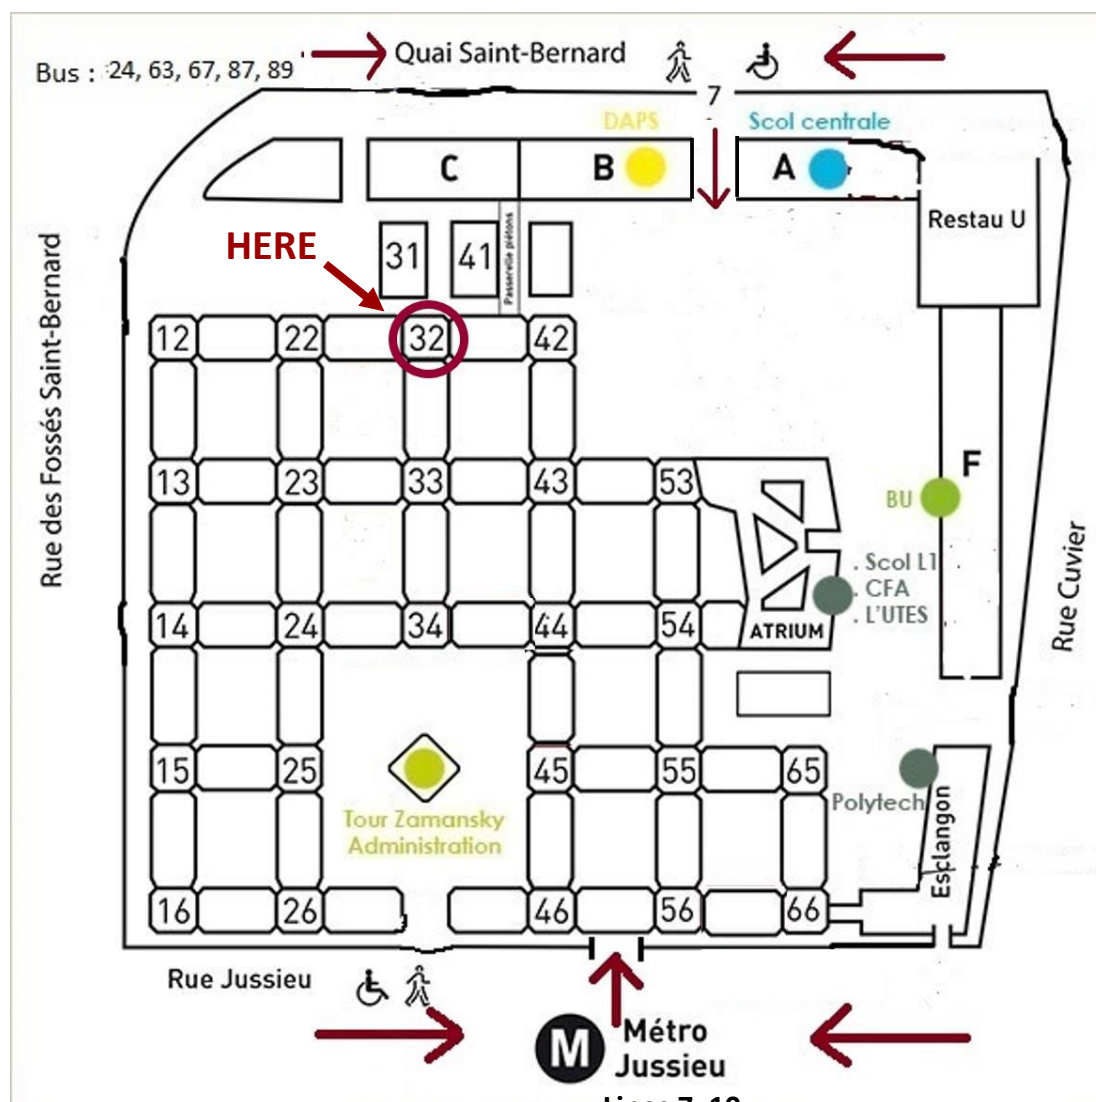 Quai Saint-Bernard
Bus : 24, 63, 67, 87, 89
7
DAPS
Scol centrale
C
B
A
Restau U
HERE
31
41
Passerelle piétons
Rue des Fossés Saint-Bernard
12
22
32
42
13
23
33
43
53
F
BU
. Scol L1
. CFA
. L'UTES
Rue Cuvier
14
24
34
44
54
ATRIUM
15
25
45
55
65
Polytech
Esclangon
Tour Zamansky
Administration
16
26
46
56
66
Rue Jussieu
M
Métro
Jussieu